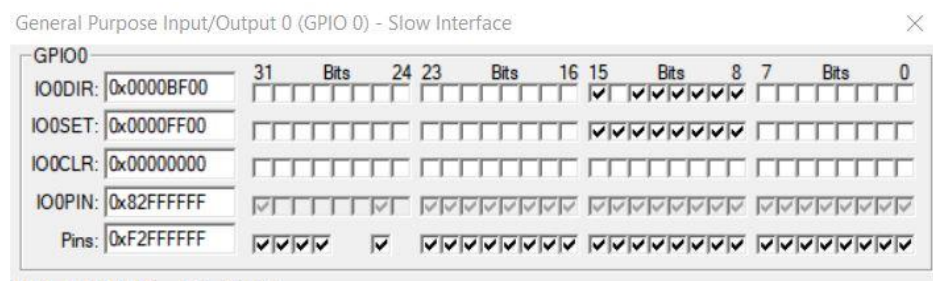 General Purpose Input/Output 0 (GPIO 0) - Slow Interface
GPIO0
31 Bits 24 23 Bits 16 15 Bits 8 7 Bits 0
IO0DIR: 0x0000BF00
IO0SET: 0x0000FF00
IO0CLR: 0x00000000
IO0PIN: 0x82FFFFFF
Pins: 0xF2FFFFFF